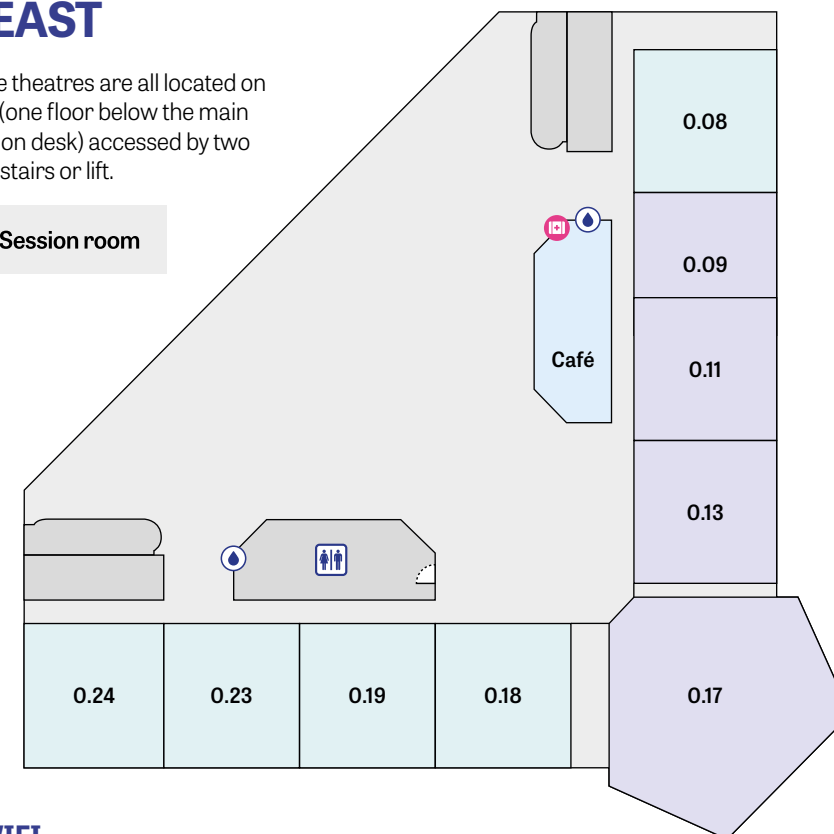 EAST
e theatres are all located on
(one floor below the main
on desk) accessed by two
stairs or lift.
Session room
0.08
0.09
Café
0.11
0.13
0.24
0.23
0.19
0.18
0.17